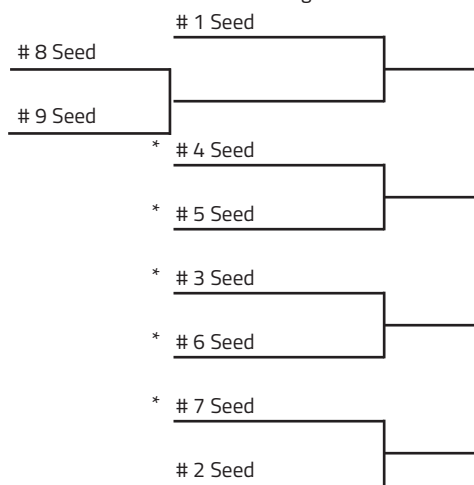 # 1 Seed
# 8 Seed
# 9 Seed
* # 4 Seed
* # 5 Seed
* # 3 Seed
* # 6 Seed
* # 7 Seed
# 2 Seed